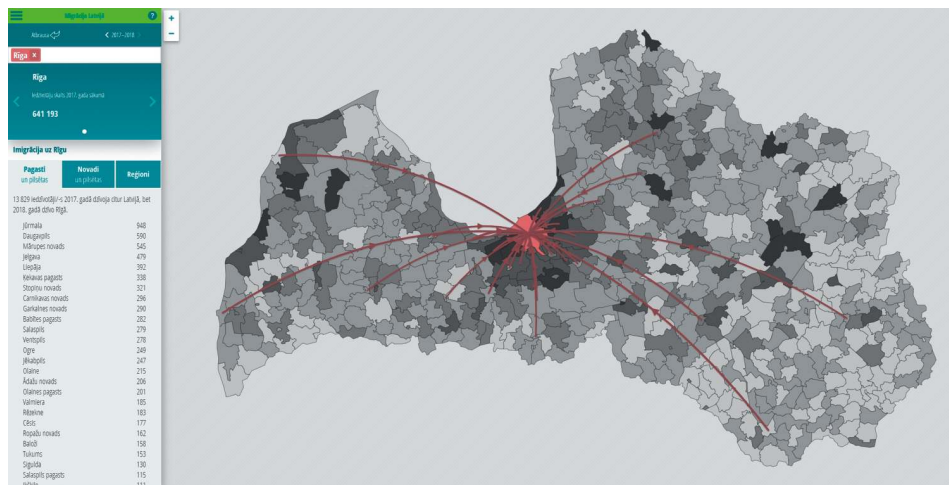 Migrācija Latvijā
?
Atbrauca
2017–2018
+
−
Rīga ×
Rīga
Iedzīvotāju skaits 2017. gada sākumā
641 193
Imigrācija uz Rīgu
Pagasti
un pilsētas
Novadi
un pilsētas
Reģioni
13 829 iedzīvotāji/-s 2017. gadā dzīvoja citur Latvijā, bet
2018. gadā dzīvo Rīgā.
Jūrmala 948
Daugavpils 590
Mārupes novads 545
Jelgava 479
Liepāja 392
Ķekavas pagasts 338
Stopiņu novads 321
Carnikavas novads 296
Garkalnes novads 290
Babītes pagasts 282
Salaspils 279
Ventspils 278
Ogre 249
Jēkabpils 247
Olaine 215
Ādažu novads 206
Olaines pagasts 201
Valmiera 185
Rēzekne 183
Cēsis 177
Ropažu novads 162
Baloži 158
Tukums 153
Sigulda 130
Salaspils pagasts 115